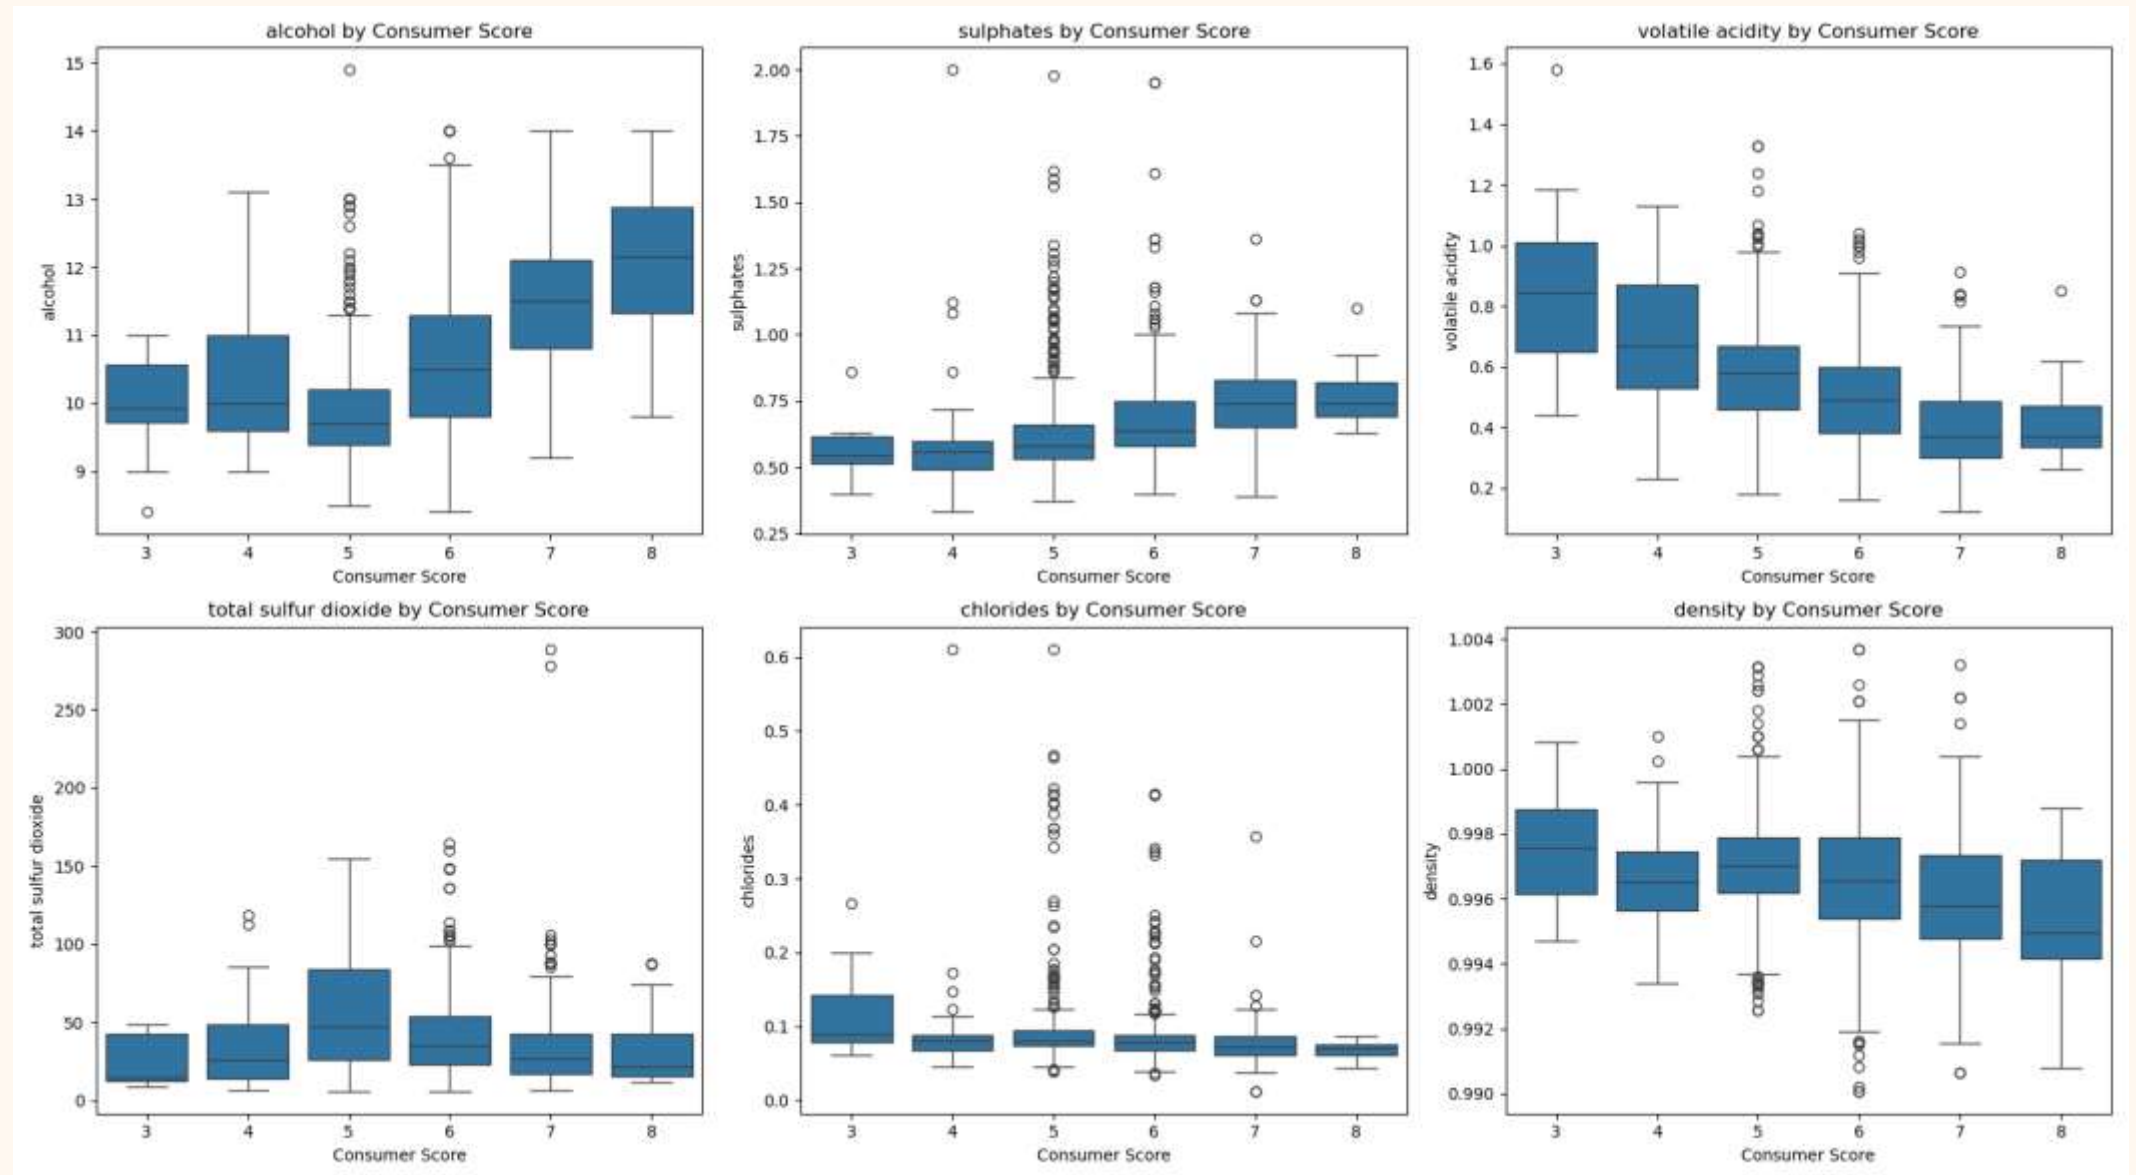 alcohol by Consumer Score
15
14
13
12
11
10
9
alcohol
3 4 5 6 7 8
Consumer Score
sulphates by Consumer Score
2.00
1.75
1.50
1.25
1.00
0.75
0.50
0.25
sulphates
3 4 5 6 7 8
Consumer Score
volatile acidity by Consumer Score
1.6
1.4
1.2
1.0
0.8
0.6
0.4
0.2
volatile acidity
3 4 5 6 7 8
Consumer Score
total sulfur dioxide by Consumer Score
300
250
200
150
100
50
0
total sulfur dioxide
3 4 5 6 7 8
Consumer Score
chlorides by Consumer Score
0.6
0.5
0.4
0.3
0.2
0.1
0.0
chlorides
3 4 5 6 7 8
Consumer Score
density by Consumer Score
1.004
1.002
1.000
0.998
0.996
0.994
0.992
0.990
density
3 4 5 6 7 8
Consumer Score